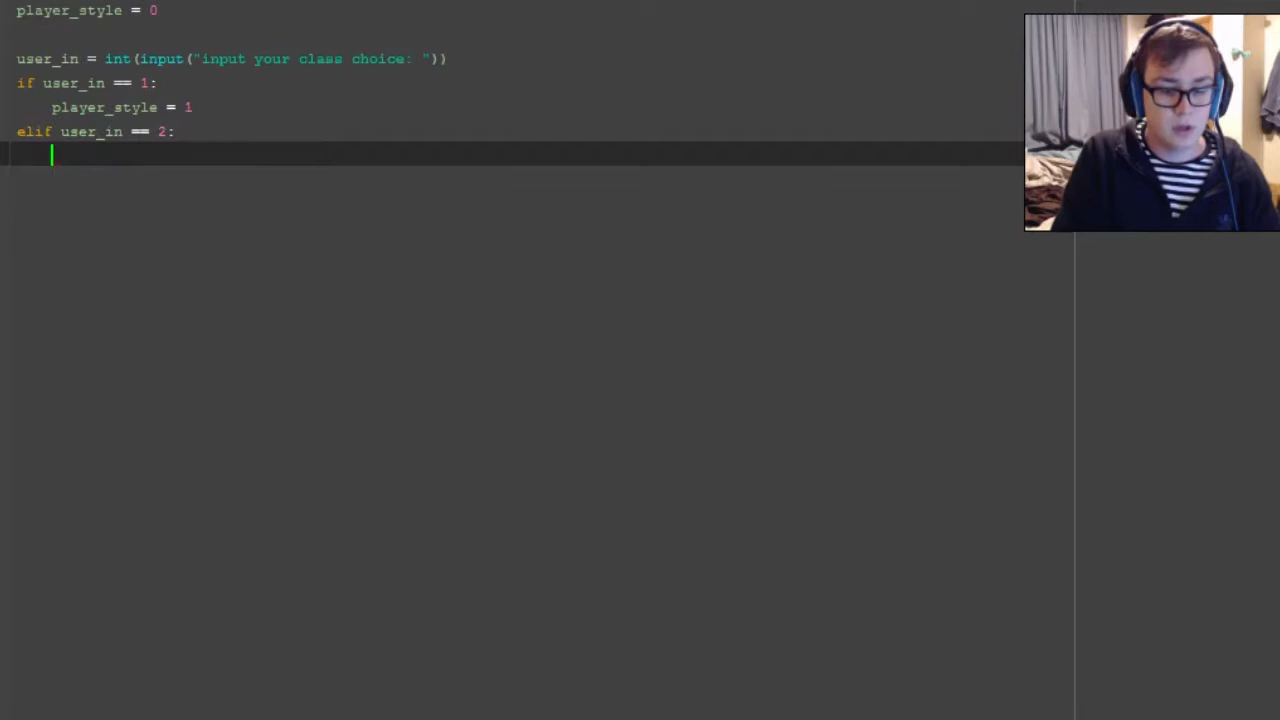 player_style = 0
user_in = int(input("input your class choice: "))
if user_in == 1:
    player_style = 1
elif user_in == 2: